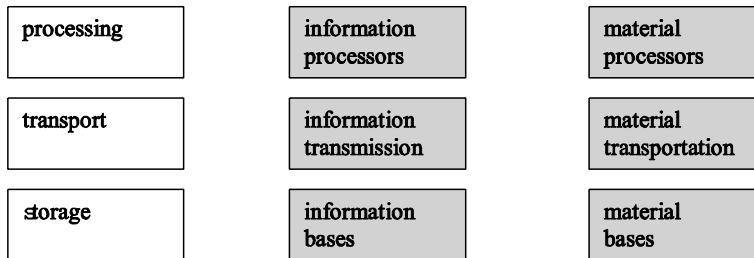 processing
information
processors
material
processors
transport
information
transmission
material
transportation
storage
information
bases
material
bases